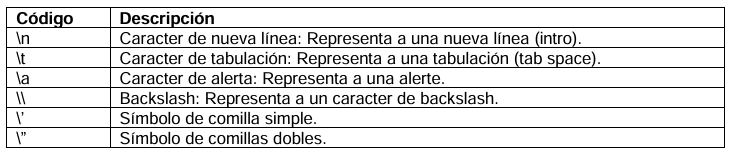 Código Descripción
\n Caracter de nueva línea: Representa a una nueva línea (intro).
\t Caracter de tabulación: Representa a una tabulación (tab space).
\a Caracter de alerta: Representa a una alerte.
\\ Backslash: Representa a un caracter de backslash.
\’ Símbolo de comilla simple.
\” Símbolo de comillas dobles.